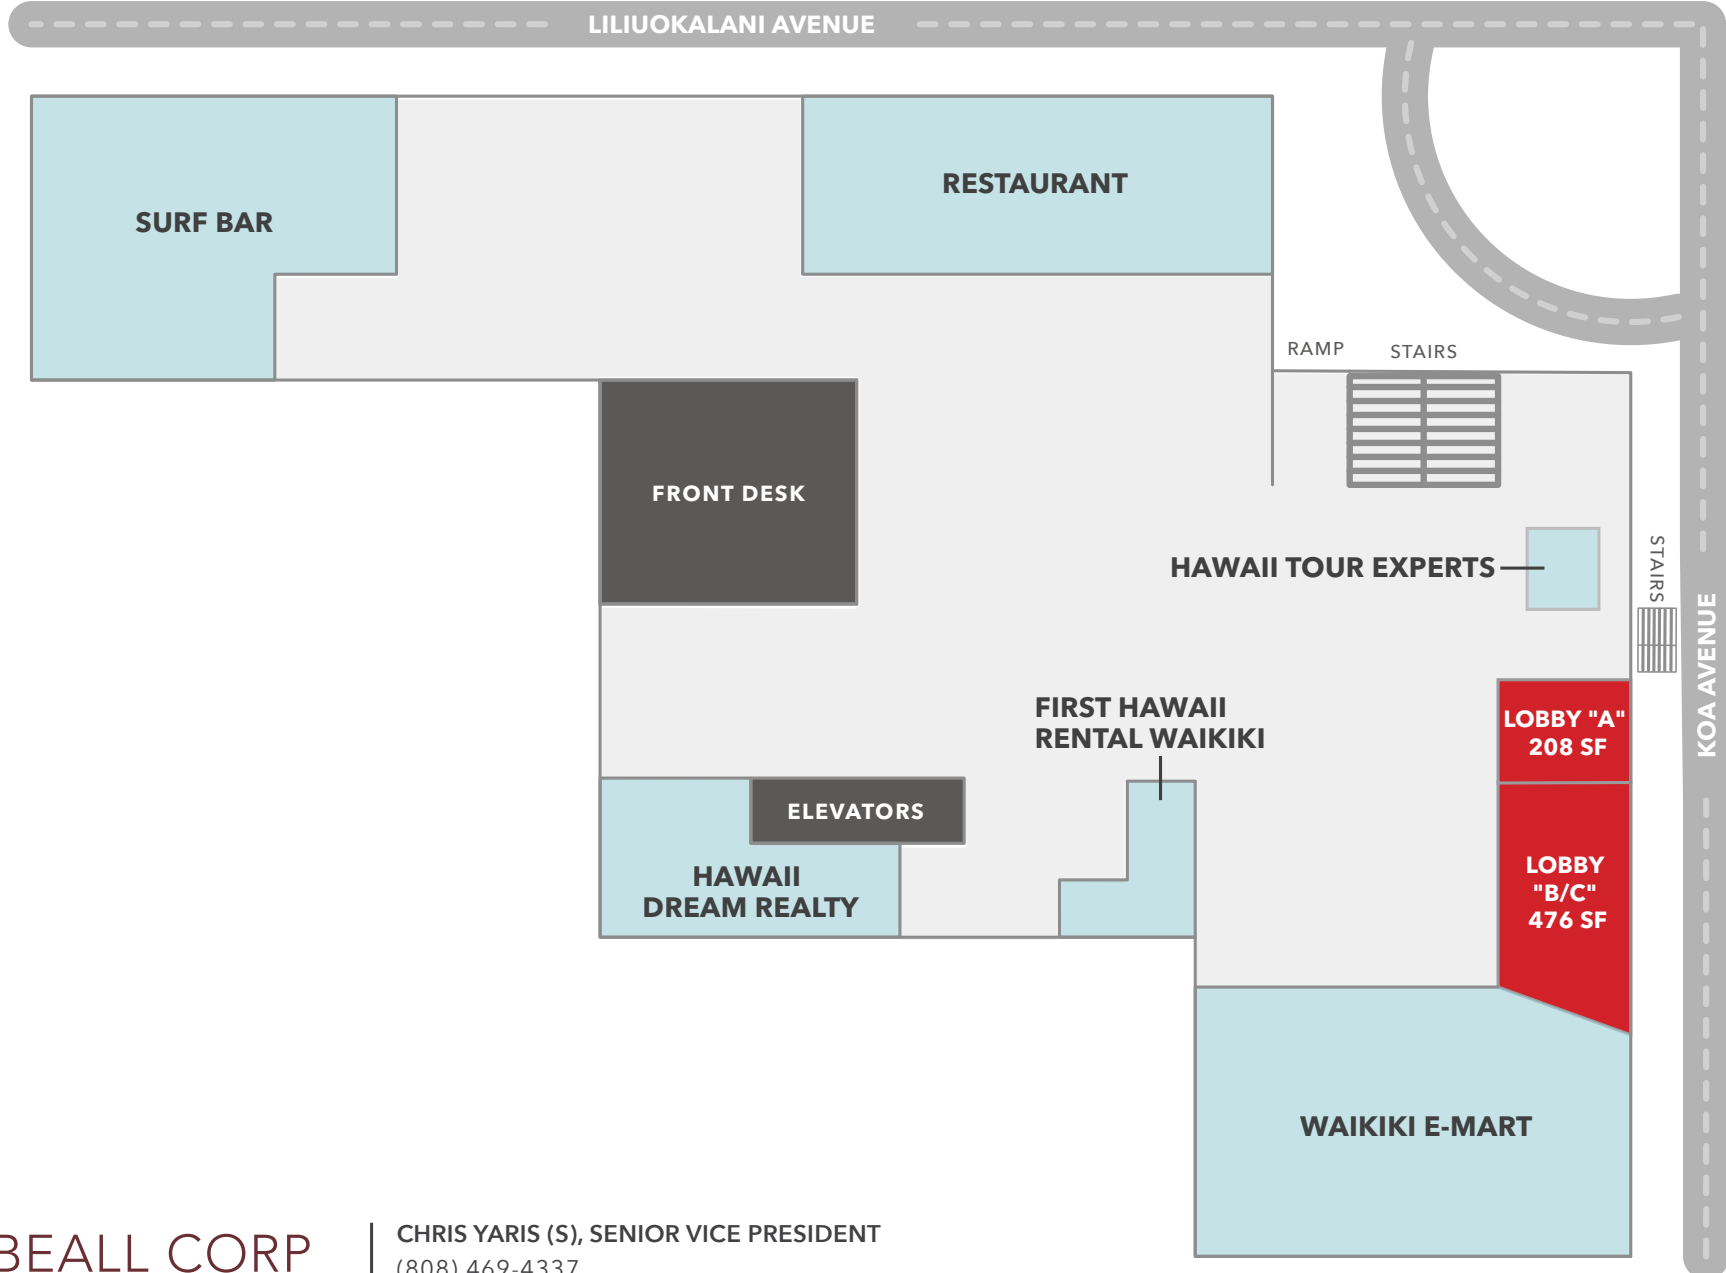 LILIUOKALANI AVENUE
SURF BAR
RESTAURANT
RAMP
STAIRS
FRONT DESK
HAWAII TOUR EXPERTS
STAIRS
KOA AVENUE
FIRST HAWAII
RENTAL WAIKIKI
LOBBY "A"
208 SF
ELEVATORS
HAWAII
DREAM REALTY
LOBBY
"B/C"
476 SF
WAIKIKI E-MART
BEALL CORP
CHRIS YARIS (S), SENIOR VICE PRESIDENT
(808) 469-4337